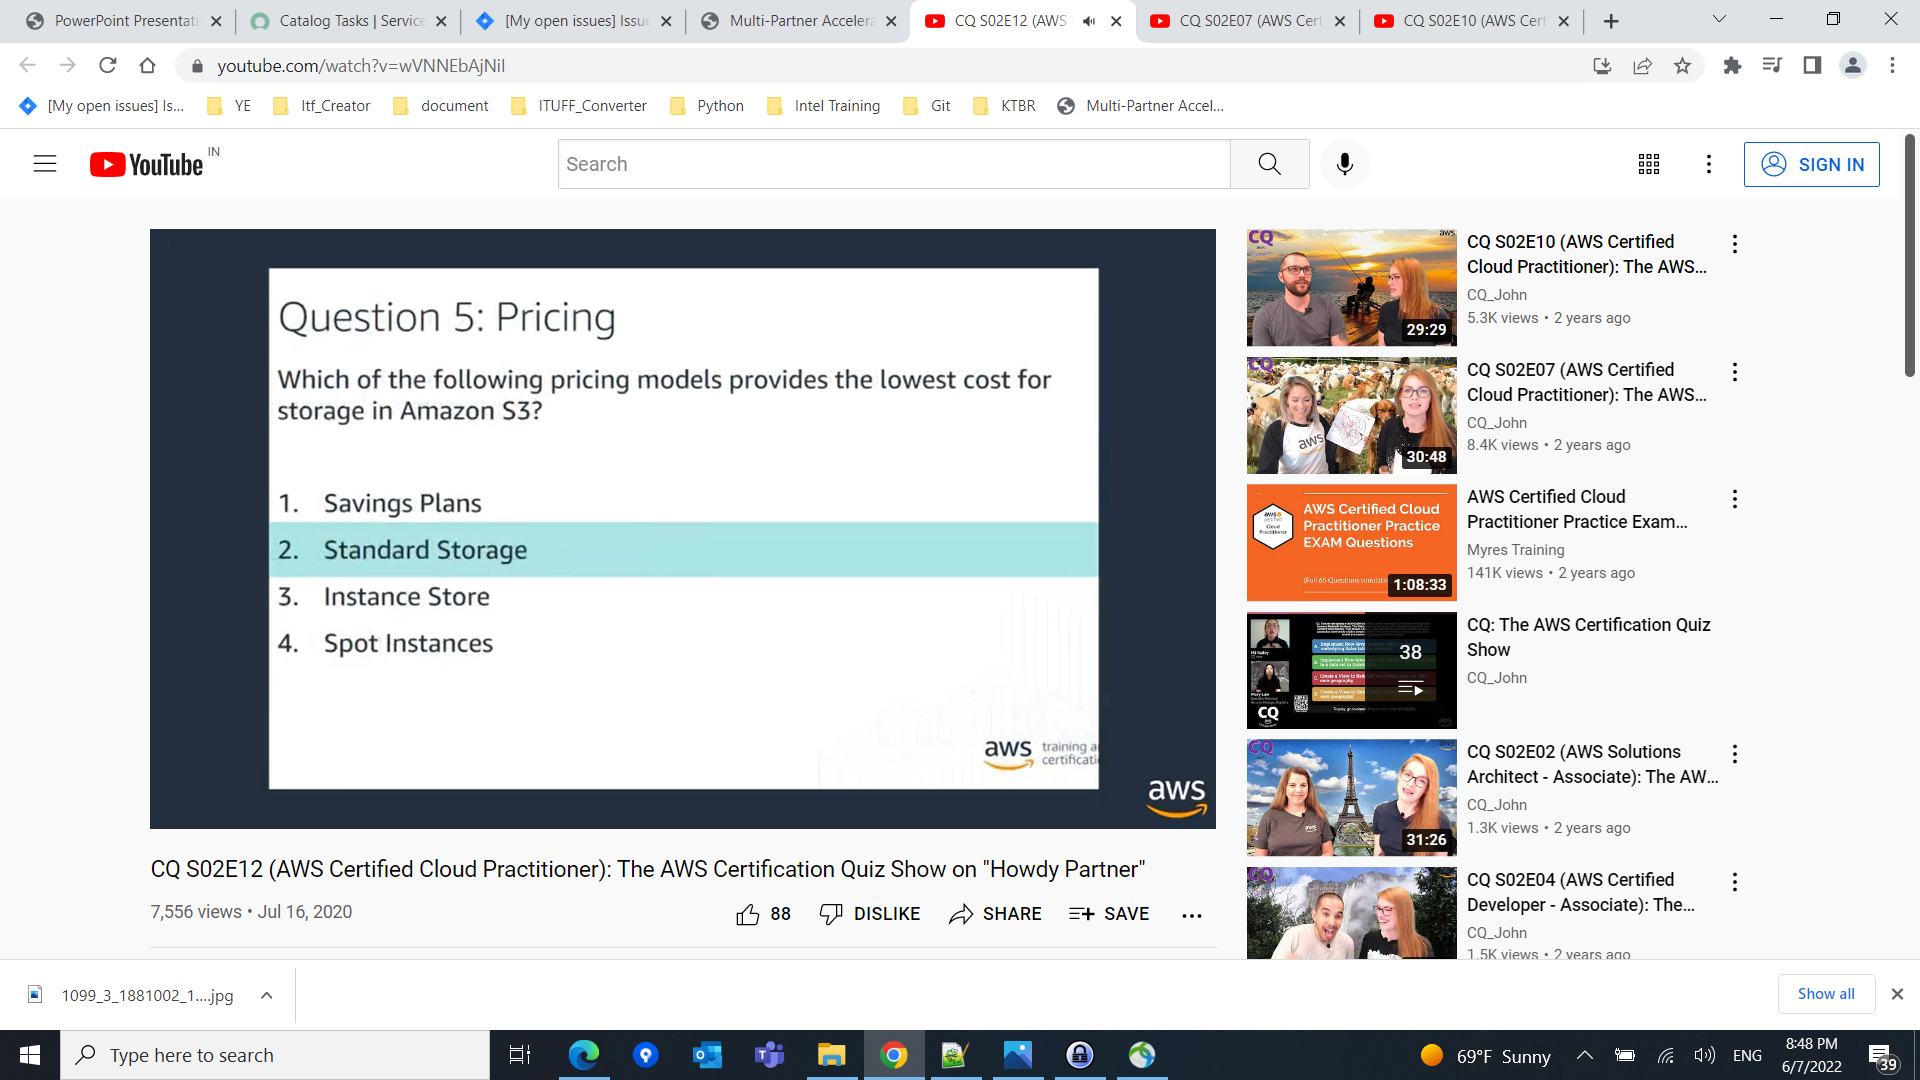 PowerPoint Presentati
Catalog Tasks | Service
[My open issues] Issu
Multi-Partner Accelera
CQ S02E12 (AWS
CQ S02E07 (AWS Cert
CQ S02E10 (AWS Cert
youtube.com/watch?v=wVNNEbAjNiI
[My open issues] Is...
YE
Itf_Creator
document
ITUFF_Converter
Python
Intel Training
Git
KTBR
Multi-Partner Accel...
YouTube IN
Search
SIGN IN
Question 5: Pricing
Which of the following pricing models provides the lowest cost for
storage in Amazon S3?
1. Savings Plans
2. Standard Storage
3. Instance Store
4. Spot Instances
aws training a
certificati
aws
CQ S02E12 (AWS Certified Cloud Practitioner): The AWS Certification Quiz Show on "Howdy Partner"
7,556 views • Jul 16, 2020
88
DISLIKE
SHARE
SAVE
CQ
aws
29:29
CQ S02E10 (AWS Certified
Cloud Practitioner): The AWS...
CQ_John
5.3K views • 2 years ago
CQ
aws
30:48
CQ S02E07 (AWS Certified
Cloud Practitioner): The AWS...
CQ_John
8.4K views • 2 years ago
aws
certified
Cloud
Practitioner
AWS Certified Cloud
Practitioner Practice
EXAM Questions
(Full 65 Questions simulati
1:08:33
AWS Certified Cloud
Practitioner Practice Exam...
Myres Training
141K views • 2 years ago
38
CQ
CQ: The AWS Certification Quiz
Show
CQ_John
CQ
aws
31:26
CQ S02E02 (AWS Solutions
Architect - Associate): The AW...
CQ_John
1.3K views • 2 years ago
CQ
CQ S02E04 (AWS Certified
Developer - Associate): The...
CQ_John
1.5K views • 2 years ago
1099_3_1881002_1....jpg
Show all
Type here to search
69°F Sunny
ENG
8:48 PM
6/7/2022
39